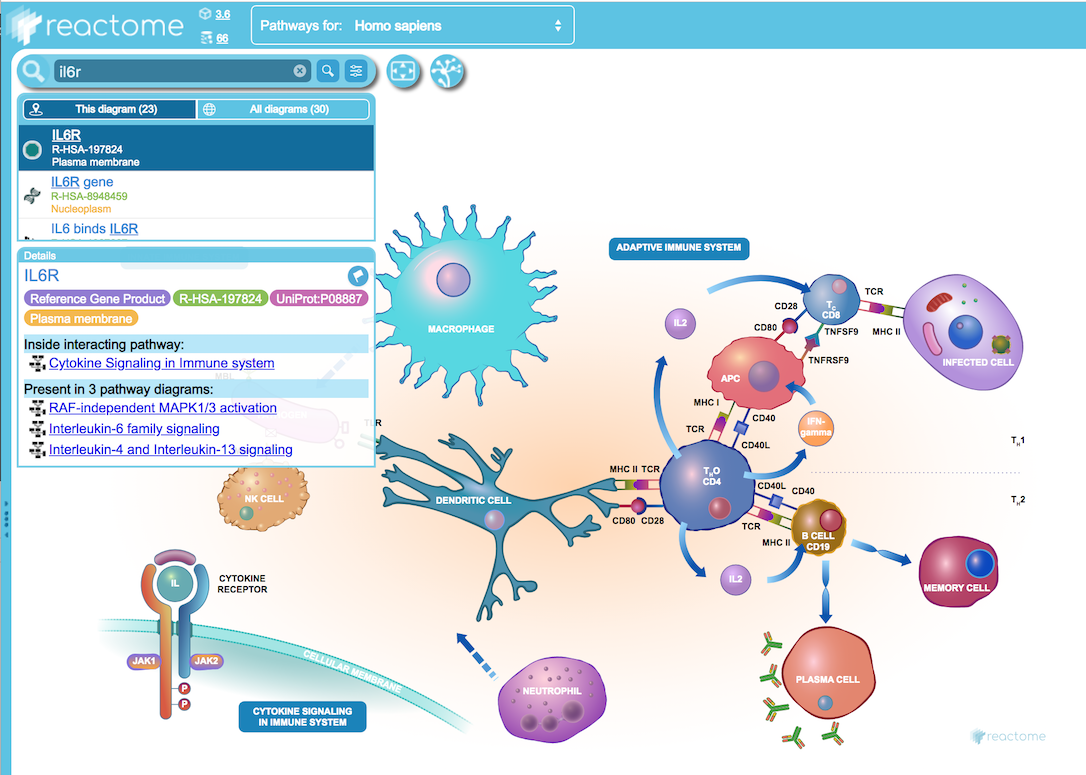 reactome
3.6
66
Pathways for: Homo sapiens
il6r
This diagram (23)
All diagrams (30)
IL6R
R-HSA-197824
Plasma membrane
IL6R gene
R-HSA-8948459
Nucleoplasm
IL6 binds IL6R
Details
IL6R
Reference Gene Product R-HSA-197824 UniProt:P08887
Plasma membrane
Inside interacting pathway:
Cytokine Signaling in Immune system
Present in 3 pathway diagrams:
RAF-independent MAPK1/3 activation
Interleukin-6 family signaling
Interleukin-4 and Interleukin-13 signaling
MBL
TLR
MACROPHAGE
ADAPTIVE IMMUNE SYSTEM
IL2
CD28
CD80
TC
CD8
TCR
MHC II
TNFSF9
TNFRSF9
INFECTED CELL
APC
MHC I
TCR
CD40
CD40L
IFN-
gamma
TH1
TH2
NK CELL
DENDRITIC CELL
MHC II TCR
CD80 CD28
THO
CD4
CD40L CD40
TCR
MHC II
B CELL
CD19
IL2
MEMORY CELL
PLASMA CELL
IL
CYTOKINE
RECEPTOR
JAK1
JAK2
P
P
CELLULAR MEMBRANE
CYTOKINE SIGNALING
IN IMMUNE SYSTEM
NEUTROPHIL
reactome